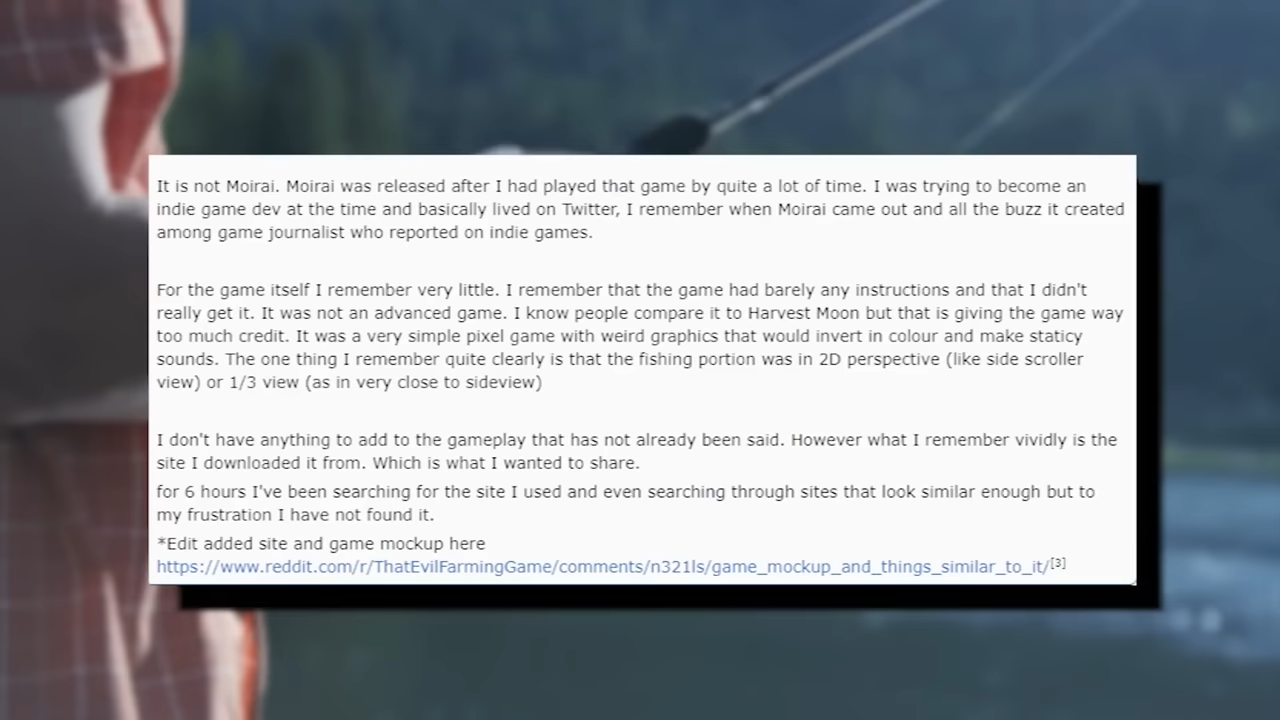 It is not Moirai. Moirai was released after I had played that game by quite a lot of time. I was trying to become an
indie game dev at the time and basically lived on Twitter, I remember when Moirai came out and all the buzz it created
among game journalist who reported on indie games.
For the game itself I remember very little. I remember that the game had barely any instructions and that I didn't
really get it. It was not an advanced game. I know people compare it to Harvest Moon but that is giving the game way
too much credit. It was a very simple pixel game with weird graphics that would invert in colour and make staticy
sounds. The one thing I remember quite clearly is that the fishing portion was in 2D perspective (like side scroller
view) or 1/3 view (as in very close to sideview)
I don't have anything to add to the gameplay that has not already been said. However what I remember vividly is the
site I downloaded it from. Which is what I wanted to share.
for 6 hours I've been searching for the site I used and even searching through sites that look similar enough but to
my frustration I have not found it.
*Edit added site and game mockup here
https://www.reddit.com/r/ThatEvilFarmingGame/comments/n321ls/game_mockup_and_things_similar_to_it/[3]